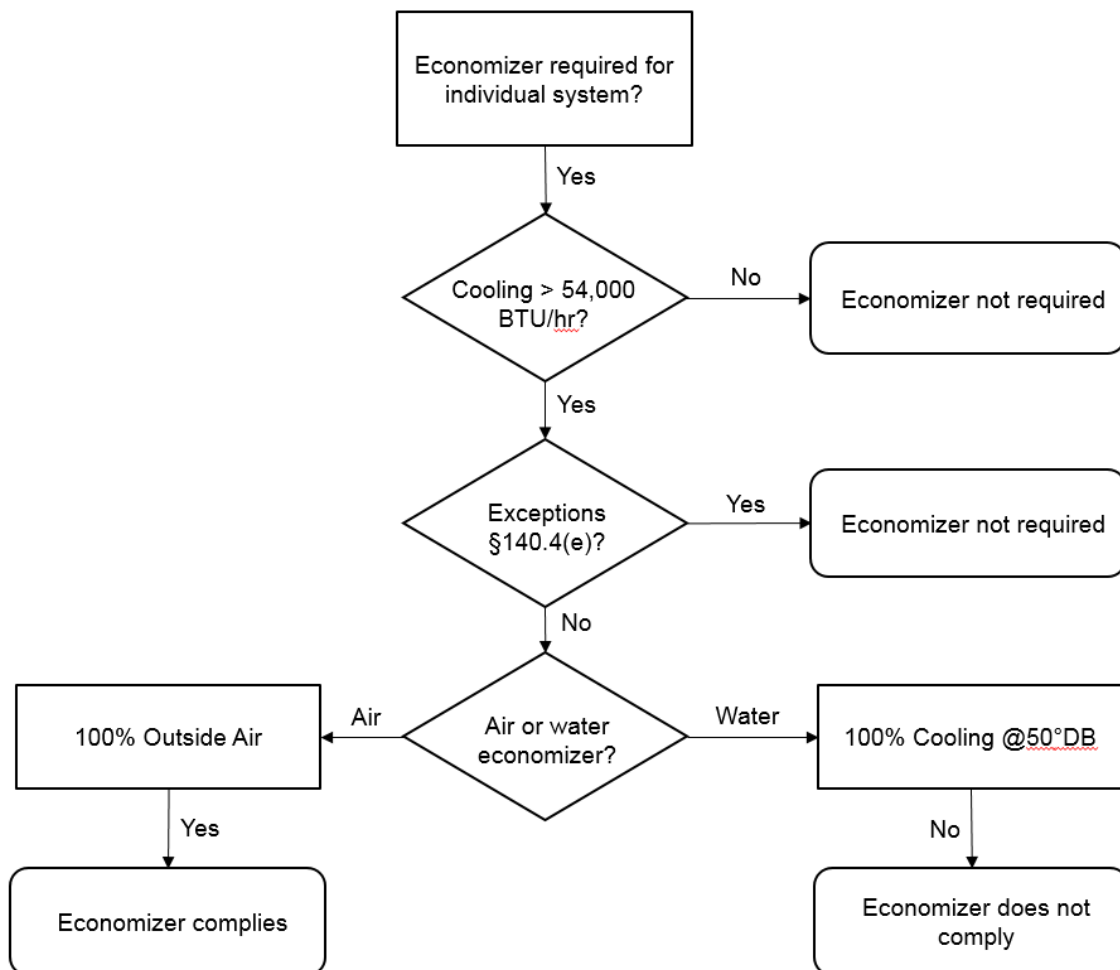 Economizer required for
individual system?
Yes
Cooling > 54,000
BTU/hr?
No
Economizer not required
Yes
Exceptions
§140.4(e)?
Yes
Economizer not required
No
Air or water
economizer?
Air
100% Outside Air
Water
100% Cooling @50°DB
Yes
Economizer complies
No
Economizer does not
comply